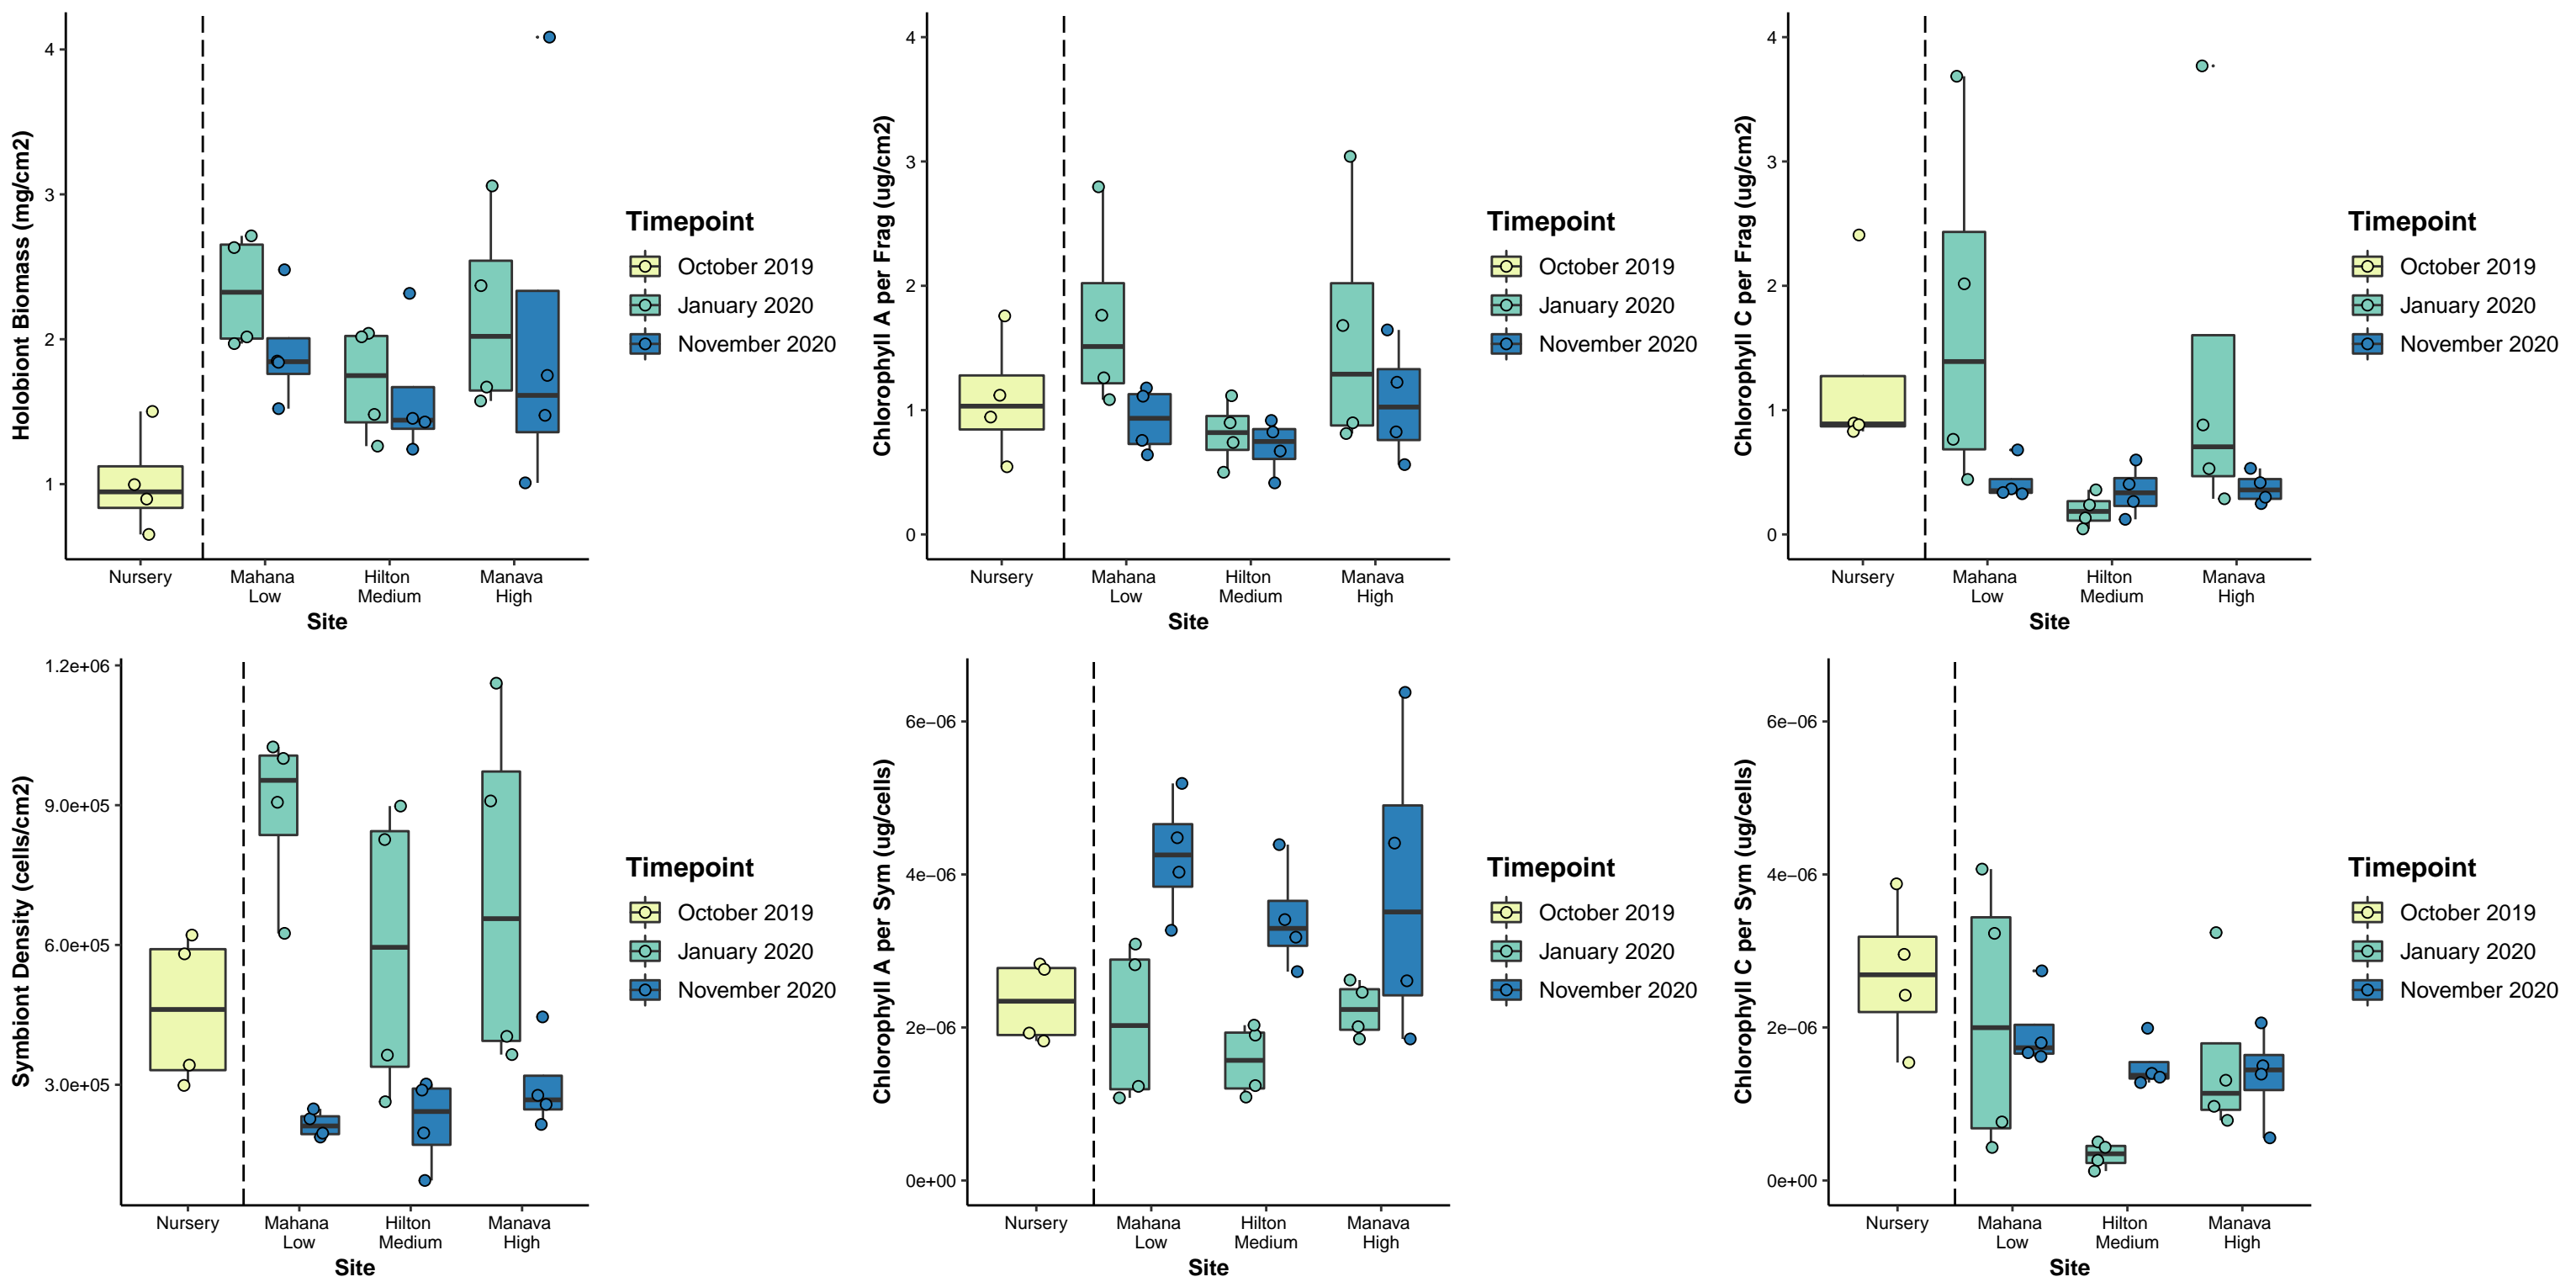 Holobiont Biomass (mg/cm2)
4
3
2
1
Nursery
Mahana
Low
Hilton
Medium
Manava
High
Site
Timepoint
October 2019
January 2020
November 2020
Chlorophyll A per Frag (ug/cm2)
4
3
2
1
0
Nursery
Mahana
Low
Hilton
Medium
Manava
High
Site
Timepoint
October 2019
January 2020
November 2020
Chlorophyll C per Frag (ug/cm2)
4
3
2
1
0
Nursery
Mahana
Low
Hilton
Medium
Manava
High
Site
Timepoint
October 2019
January 2020
November 2020
Symbiont Density (cells/cm2)
1.2e+06
9.0e+05
6.0e+05
3.0e+05
Nursery
Mahana
Low
Hilton
Medium
Manava
High
Site
Timepoint
October 2019
January 2020
November 2020
Chlorophyll A per Sym (ug/cells)
6e−06
4e−06
2e−06
0e+00
Nursery
Mahana
Low
Hilton
Medium
Manava
High
Site
Timepoint
October 2019
January 2020
November 2020
Chlorophyll C per Sym (ug/cells)
6e−06
4e−06
2e−06
0e+00
Nursery
Mahana
Low
Hilton
Medium
Manava
High
Site
Timepoint
October 2019
January 2020
November 2020